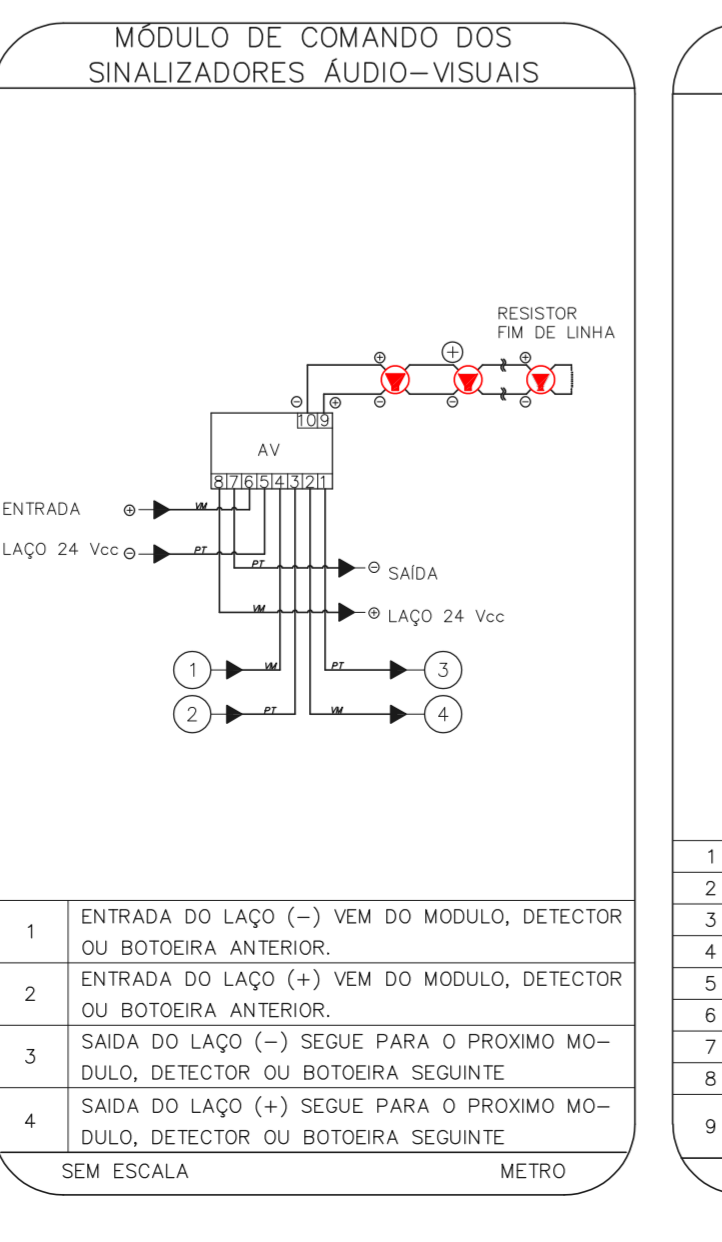 MÓDULO DE COMANDO DOS
SINALIZADORES ÁUDIO-VISUAIS
RESISTOR
FIM DE LINHA
⊕ ⊕ ⊕
⊖ ⊖ ⊖
⊖ ⊕
10 9
AV
8 7 6 5 4 3 2 1
ENTRADA ⊕ VM
LAÇO 24 Vcc ⊖ PT
PT ⊖ SAÍDA
VM ⊕ LAÇO 24 Vcc
1 VM PT 3
2 PT VM 4
1 ENTRADA DO LAÇO (-) VEM DO MODULO, DETECTOR
OU BOTOEIRA ANTERIOR.
2 ENTRADA DO LAÇO (+) VEM DO MODULO, DETECTOR
OU BOTOEIRA ANTERIOR.
3 SAIDA DO LAÇO (-) SEGUE PARA O PROXIMO MO-
DULO, DETECTOR OU BOTOEIRA SEGUINTE
4 SAIDA DO LAÇO (+) SEGUE PARA O PROXIMO MO-
DULO, DETECTOR OU BOTOEIRA SEGUINTE
SEM ESCALA METRO
1
2
3
4
5
6
7
8
9